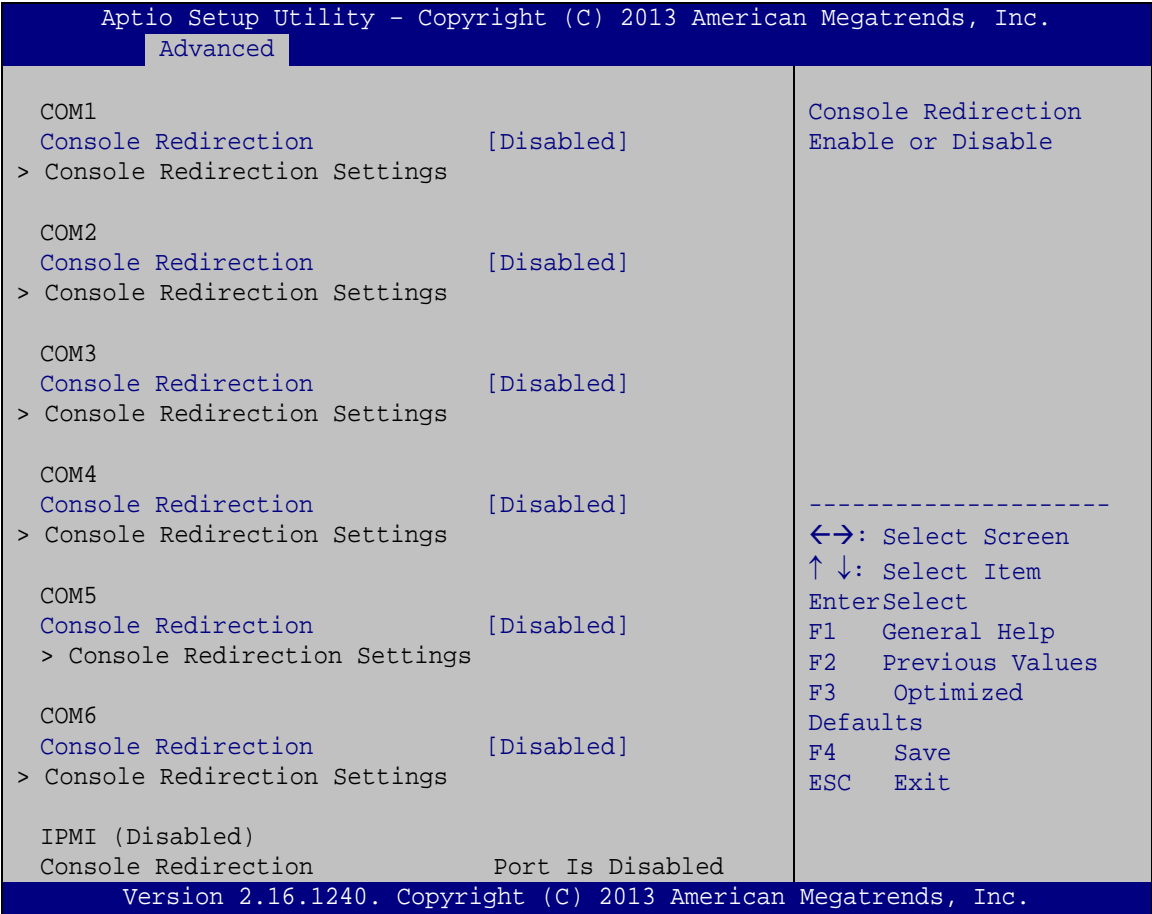 Aptio Setup Utility – Copyright (C) 2013 American Megatrends, Inc.
Advanced
COM1
Console Redirection [Disabled]
> Console Redirection Settings
COM2
Console Redirection [Disabled]
> Console Redirection Settings
COM3
Console Redirection [Disabled]
> Console Redirection Settings
COM4
Console Redirection [Disabled]
> Console Redirection Settings
COM5
Console Redirection [Disabled]
> Console Redirection Settings
COM6
Console Redirection [Disabled]
> Console Redirection Settings
IPMI (Disabled)
Console Redirection Port Is Disabled
Console Redirection
Enable or Disable
---------------------
←→: Select Screen
↑ ↓: Select Item
EnterSelect
F1 General Help
F2 Previous Values
F3 Optimized
Defaults
F4 Save
ESC Exit
Version 2.16.1240. Copyright (C) 2013 American Megatrends, Inc.